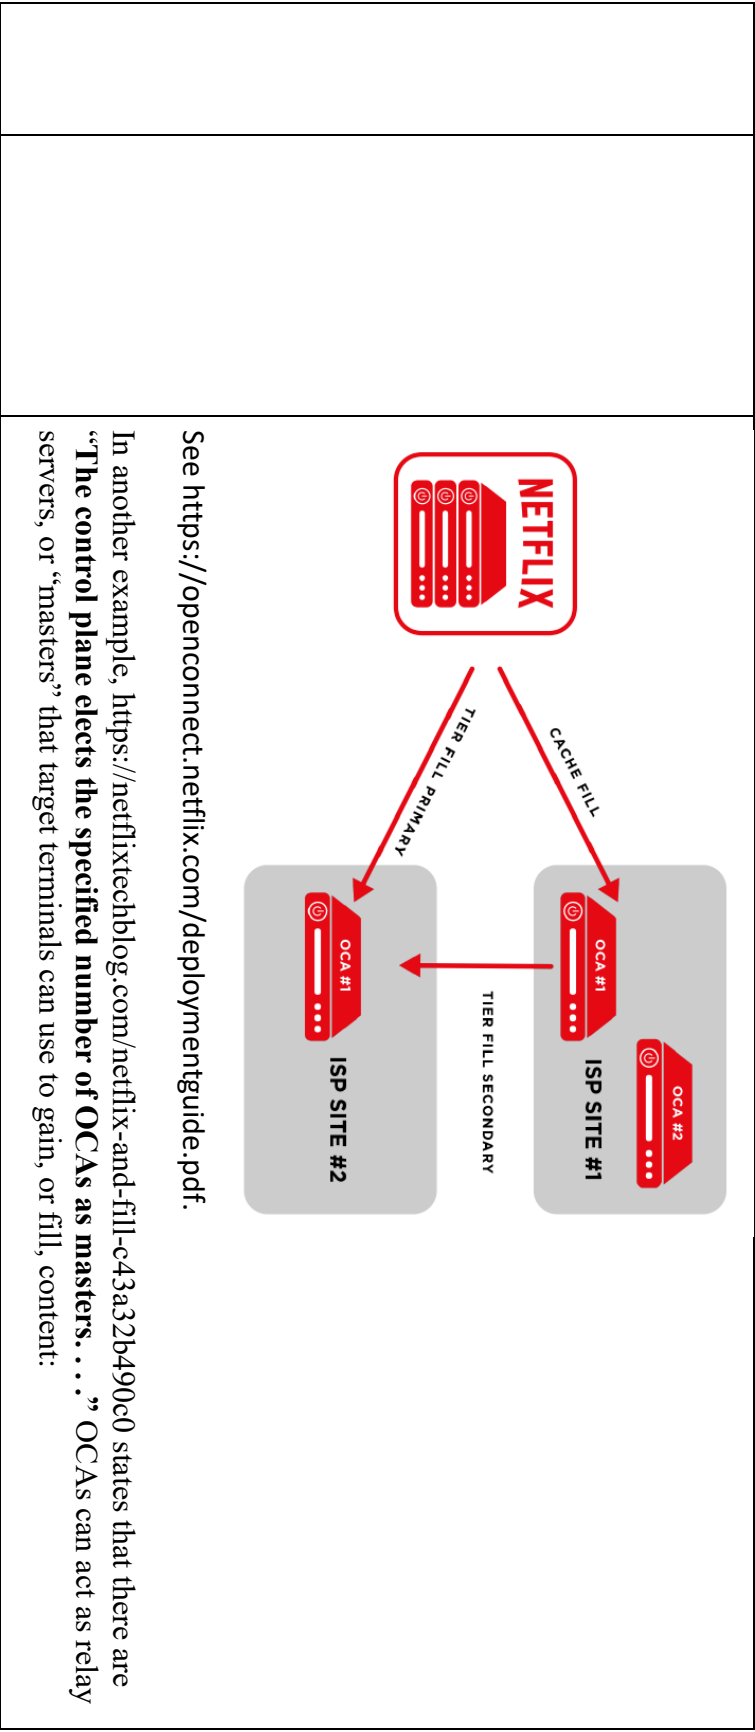 NETFLIX
CACHE FILL
TIER FILL PRIMARY
OCA #2
OCA #1
ISP SITE #1
TIER FILL SECONDARY
OCA #1
ISP SITE #2
See https://openconnect.netflix.com/deploymentguide.pdf.
In another example, https://netflixtechblog.com/netflix-and-fill-c43a32b490c0 states that there are
“The control plane elects the specified number of OCAs as masters. . . .” OCAs can act as relay
servers, or “masters” that target terminals can use to gain, or fill, content: